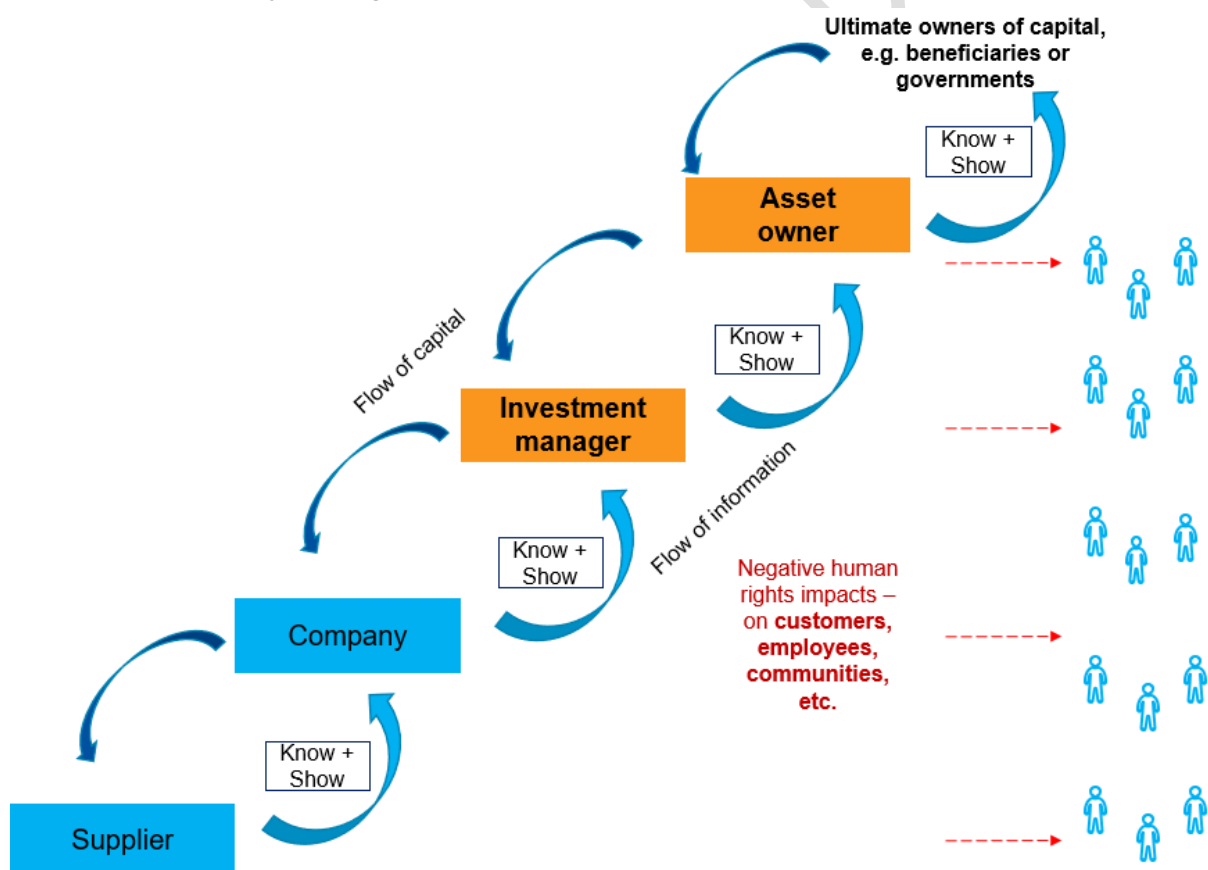 Ultimate owners of capital,
e.g. beneficiaries or
governments
Know +
Show
Asset
owner
Know +
Show
Flow of capital
Investment
manager
Flow of information
Know +
Show
Negative human
rights impacts –
on customers,
employees,
communities,
etc.
Company
Know +
Show
Supplier